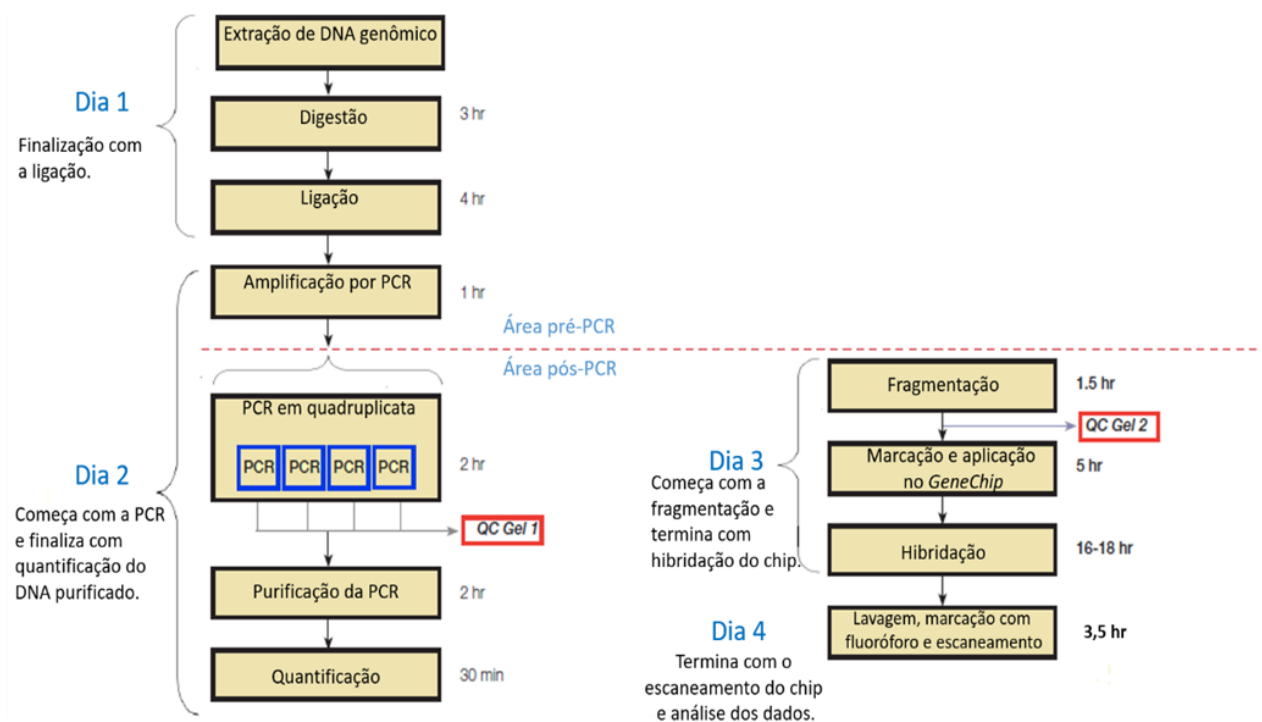 Extração de DNA genômico
Dia 1
Finalização com
a ligação.
Digestão
3 hr
Ligação
4 hr
Amplificação por PCR
1 hr
Área pré-PCR
Área pós-PCR
PCR em quadruplicata
PCR PCR PCR PCR
2 hr
QC Gel 1
Dia 2
Começa com a PCR
e finaliza com
quantificação do
DNA purificado.
Purificação da PCR
2 hr
Quantificação
30 min
Fragmentação
1.5 hr
QC Gel 2
Dia 3
Começa com a
fragmentação e
termina com
hibridação do chip.
Marcação e aplicação
no GeneChip
5 hr
Hibridação
16-18 hr
Lavagem, marcação com
fluoróforo e escaneamento
3,5 hr
Dia 4
Termina com o
escaneamento do chip
e análise dos dados.